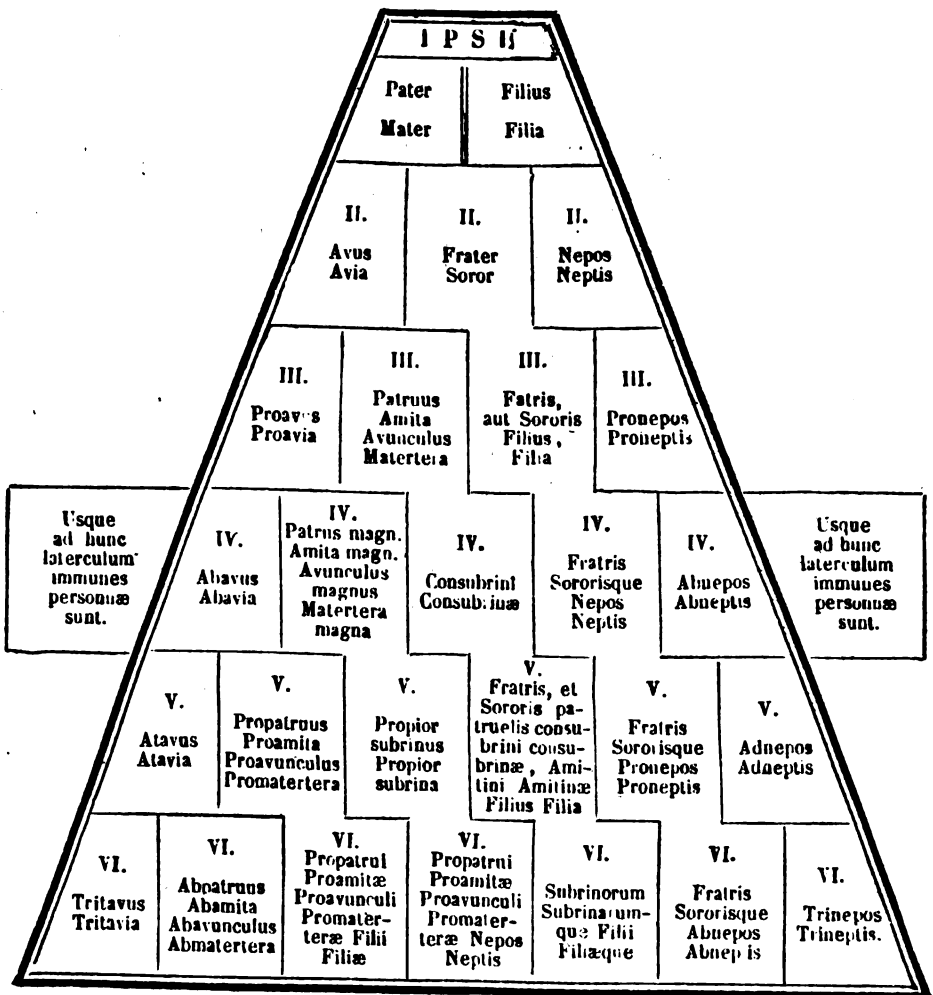 IPSE
Pater
Mater
Filius
Filia
II.
Avus
Avia
II.
Frater
Soror
II.
Nepos
Neptis
III.
Proavus
Proavia
III.
Patruus
Amita
Avunculus
Matertera
III.
Fatris,
aut Sororis
Filius,
Filia
III.
Pronepos
Proneptis
Usque
ad hunc
laterculum
immunes
personæ
sunt.
IV.
Abavus
Abavia
IV.
Patrus magn.
Amita magn.
Avunculus
magnus
Matertera
magna
IV.
Consubrini
Consubrinæ
IV.
Fratris
Sororisque
Nepos
Neptis
IV.
Abnepos
Abneptis
Usque
ad hunc
laterculum
immunes
personæ
sunt.
V.
Atavus
Atavia
V.
Propatruus
Proamita
Proavunculus
Promatertera
V.
Propior
subrinus
Propior
subrina
V.
Fratris, et
Sororis pa-
truelis consu-
brini consu-
brinæ, Ami-
tini Amitinæ
Filius Filia
V.
Fratris
Sororisque
Pronepos
Proneptis
V.
Adnepos
Adneptis
VI.
Tritavus
Tritavia
VI.
Abpatruus
Abamita
Abavunculus
Abmatertera
VI.
Propatrui
Proamitæ
Proavunculi
Promater-
teræ Filii
Filiæ
VI.
Propatrui
Proamitæ
Proavunculi
Promater-
teræ Nepos
Neptis
VI.
Subrinorum
Subrinarum-
que Filii
Filiæque
VI.
Fratris
Sororisque
Abnepos
Abneptis
VI.
Trinepos
Trineptis.